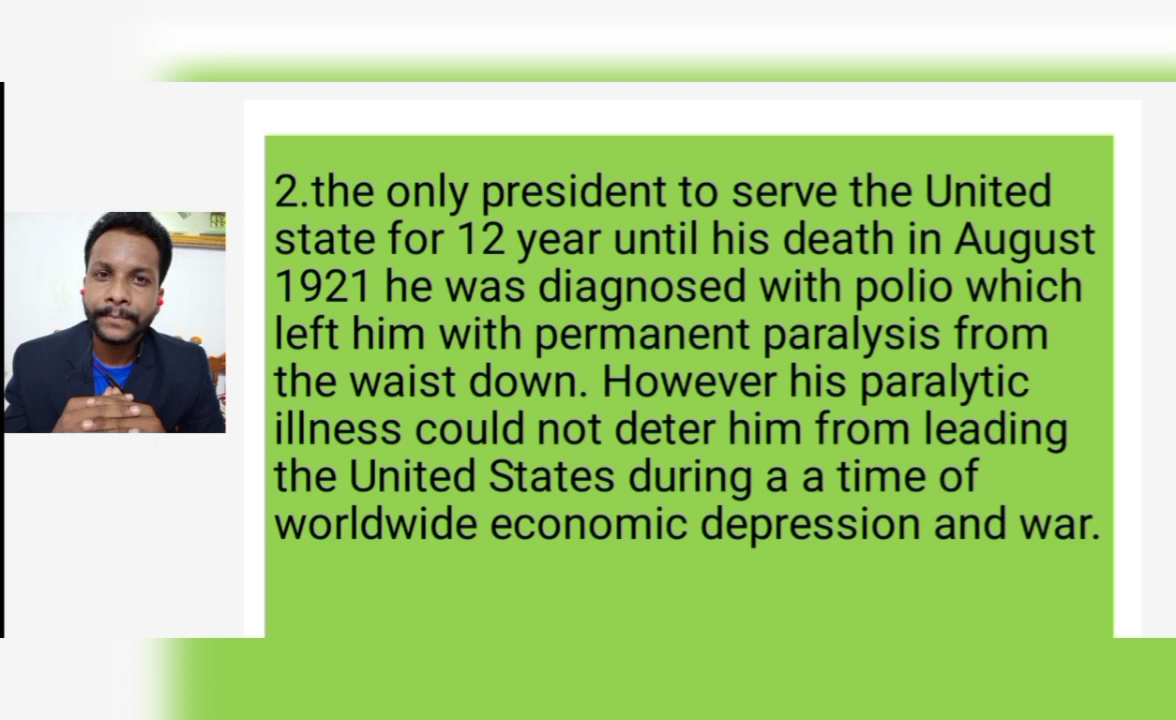 2.the only president to serve the United
state for 12 year until his death in August
1921 he was diagnosed with polio which
left him with permanent paralysis from
the waist down. However his paralytic
illness could not deter him from leading
the United States during a a time of
worldwide economic depression and war.